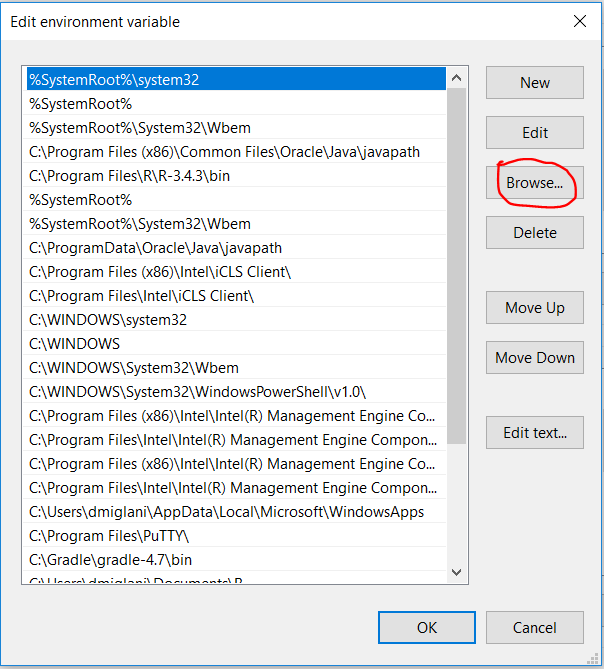 Edit environment variable
%SystemRoot%\system32
%SystemRoot%
%SystemRoot%\System32\Wbem
C:\Program Files (x86)\Common Files\Oracle\Java\javapath
C:\Program Files\R\R-3.4.3\bin
%SystemRoot%
%SystemRoot%\System32\Wbem
C:\ProgramData\Oracle\Java\javapath
C:\Program Files (x86)\Intel\iCLS Client\
C:\Program Files\Intel\iCLS Client\
C:\WINDOWS\system32
C:\WINDOWS
C:\WINDOWS\System32\Wbem
C:\WINDOWS\System32\WindowsPowerShell\v1.0\
C:\Program Files (x86)\Intel\Intel(R) Management Engine Co...
C:\Program Files\Intel\Intel(R) Management Engine Compon...
C:\Program Files (x86)\Intel\Intel(R) Management Engine Co...
C:\Program Files\Intel\Intel(R) Management Engine Compon...
C:\Users\dmiglani\AppData\Local\Microsoft\WindowsApps
C:\Program Files\PuTTY\
C:\Gradle\gradle-4.7\bin
C:\Users\dmiglani\Documents\R
New
Edit
Browse...
Delete
Move Up
Move Down
Edit text...
OK
Cancel